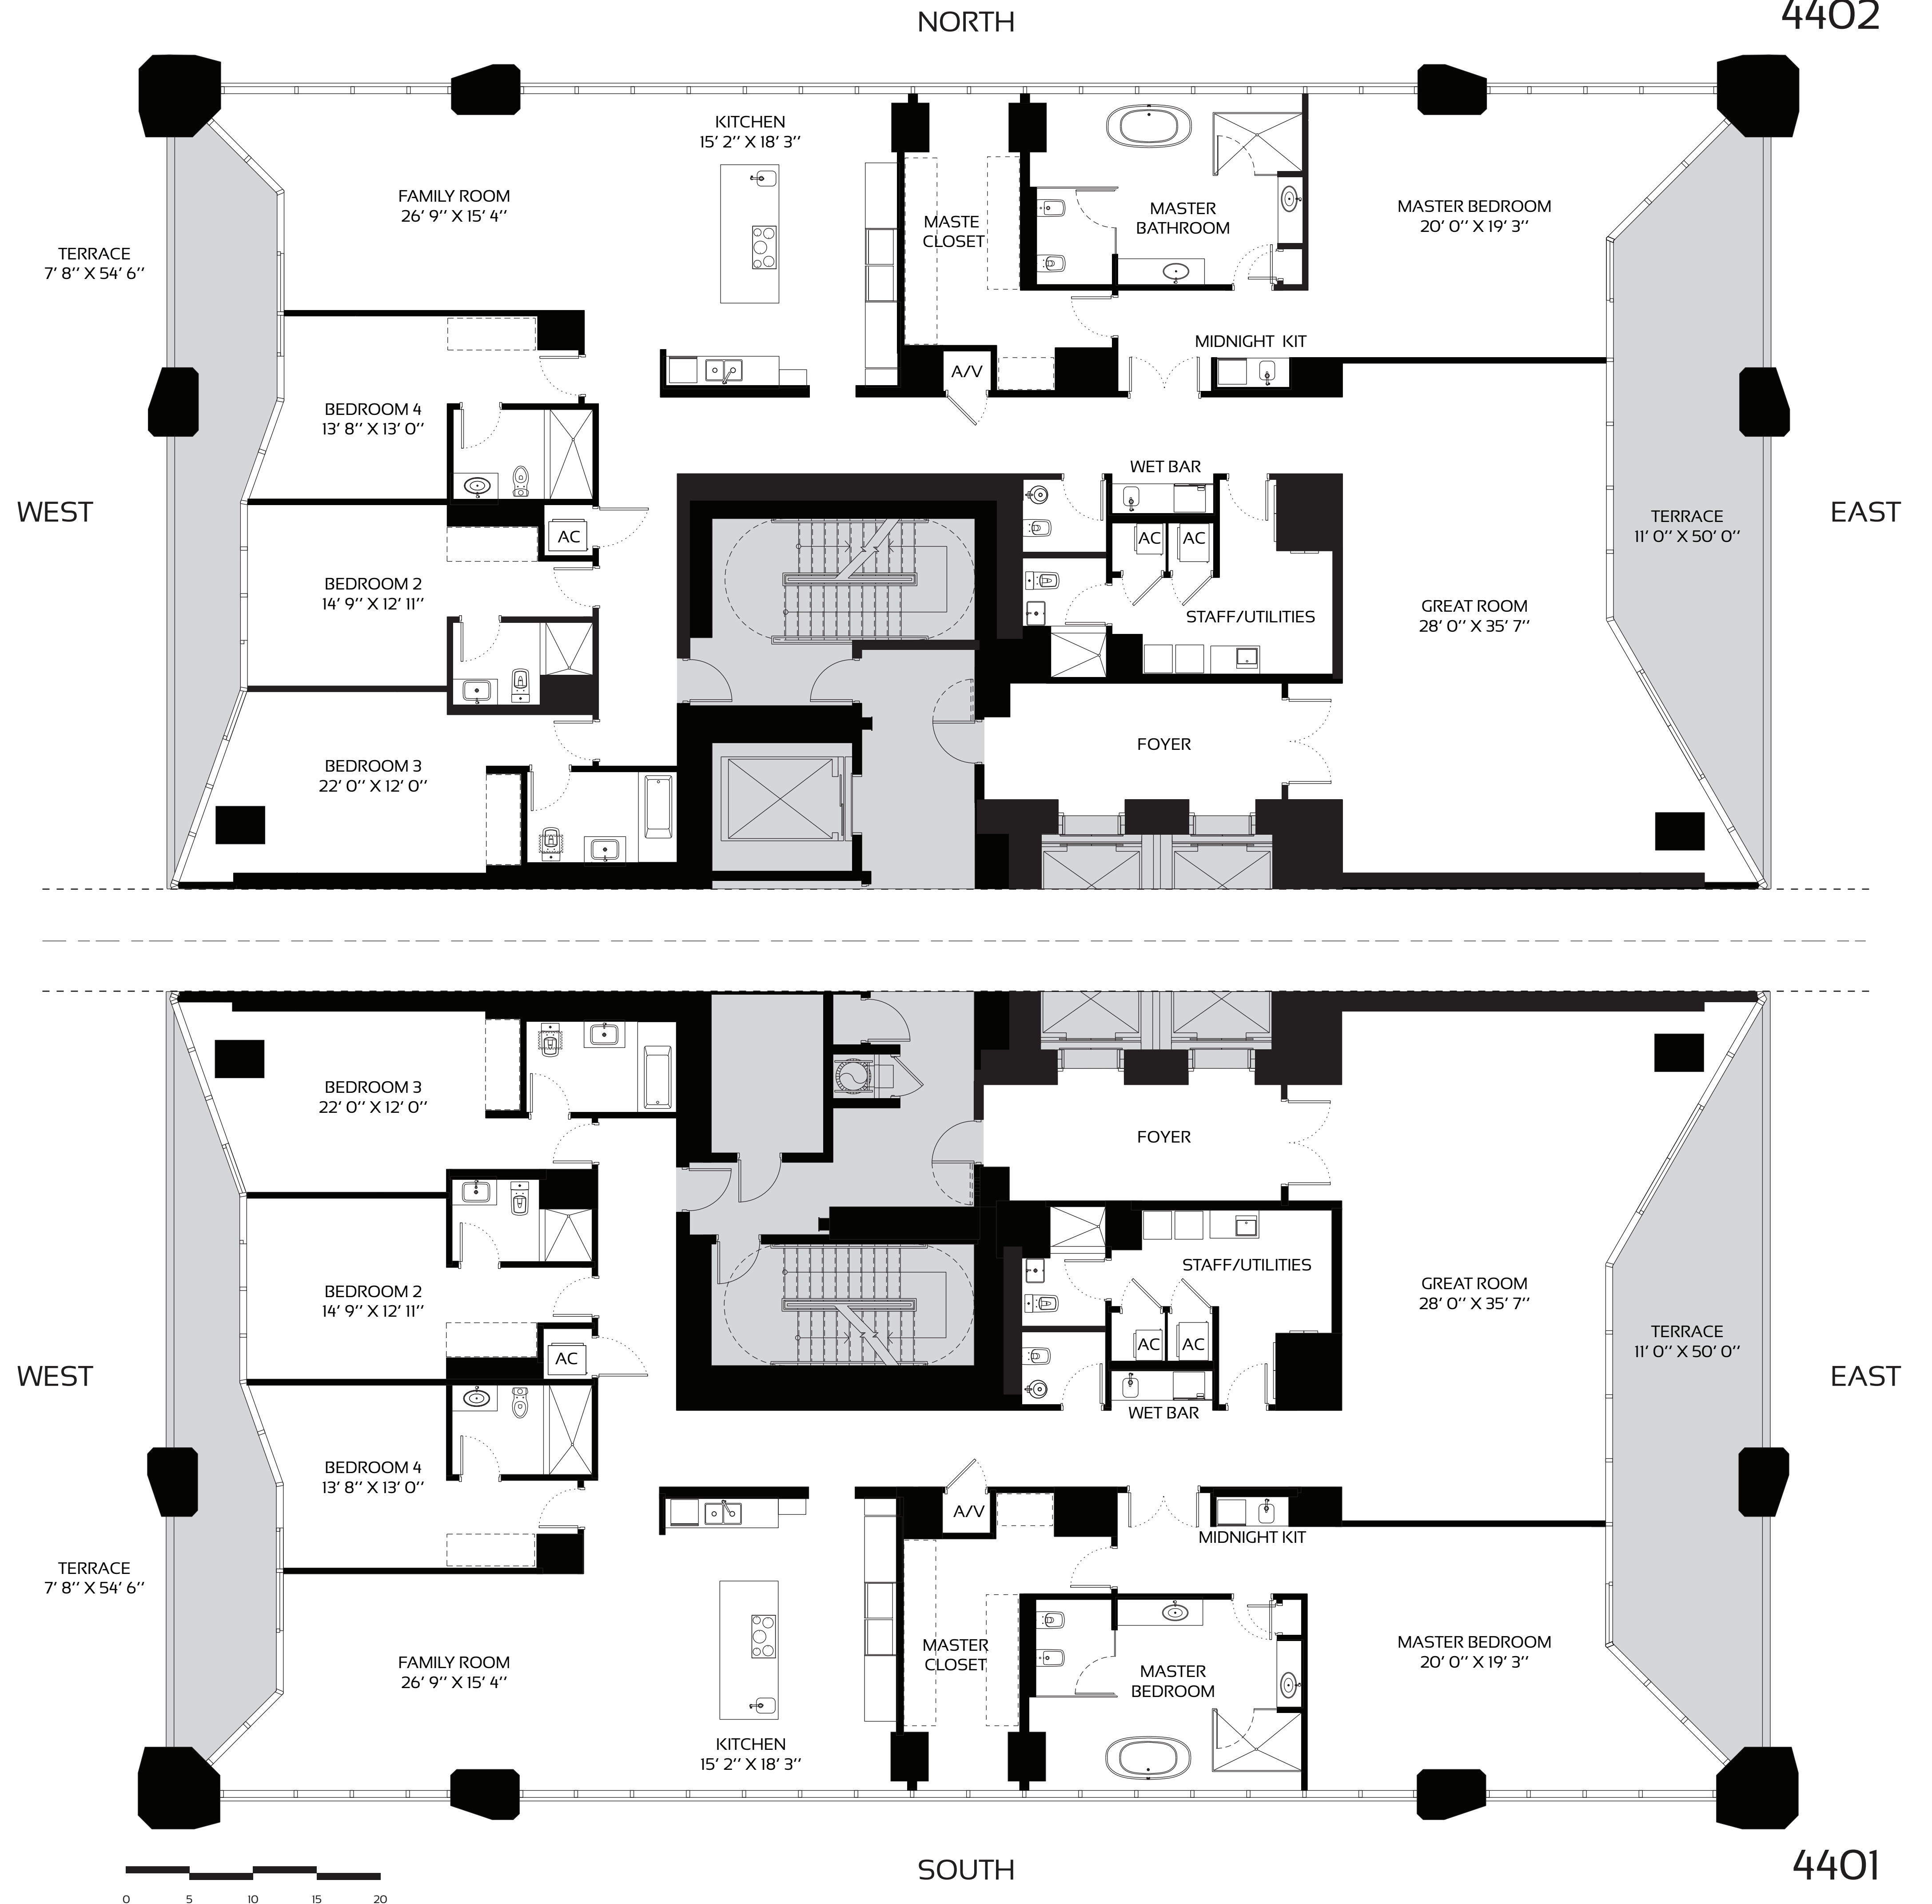 4402
NORTH
KITCHEN
15' 2'' X 18' 3''
FAMILY ROOM
26' 9'' X 15' 4''
MASTE
CLOSET
MASTER
BATHROOM
MASTER BEDROOM
20' 0'' X 19' 3''
TERRACE
7' 8'' X 54' 6''
MIDNIGHT KIT
A/V
BEDROOM 4
13' 8'' X 13' 0''
WET BAR
WEST
EAST
TERRACE
11' 0'' X 50' 0''
AC
AC
AC
BEDROOM 2
14' 9'' X 12' 11''
STAFF/UTILITIES
GREAT ROOM
28' 0'' X 35' 7''
FOYER
BEDROOM 3
22' 0'' X 12' 0''
BEDROOM 3
22' 0'' X 12' 0''
FOYER
STAFF/UTILITIES
BEDROOM 2
14' 9'' X 12' 11''
GREAT ROOM
28' 0'' X 35' 7''
TERRACE
11' 0'' X 50' 0''
AC
AC
AC
WEST
EAST
WET BAR
BEDROOM 4
13' 8'' X 13' 0''
A/V
MIDNIGHT KIT
TERRACE
7' 8'' X 54' 6''
FAMILY ROOM
26' 9'' X 15' 4''
MASTER
CLOSET
MASTER
BEDROOM
MASTER BEDROOM
20' 0'' X 19' 3''
KITCHEN
15' 2'' X 18' 3''
SOUTH
4401
0 5 10 15 20